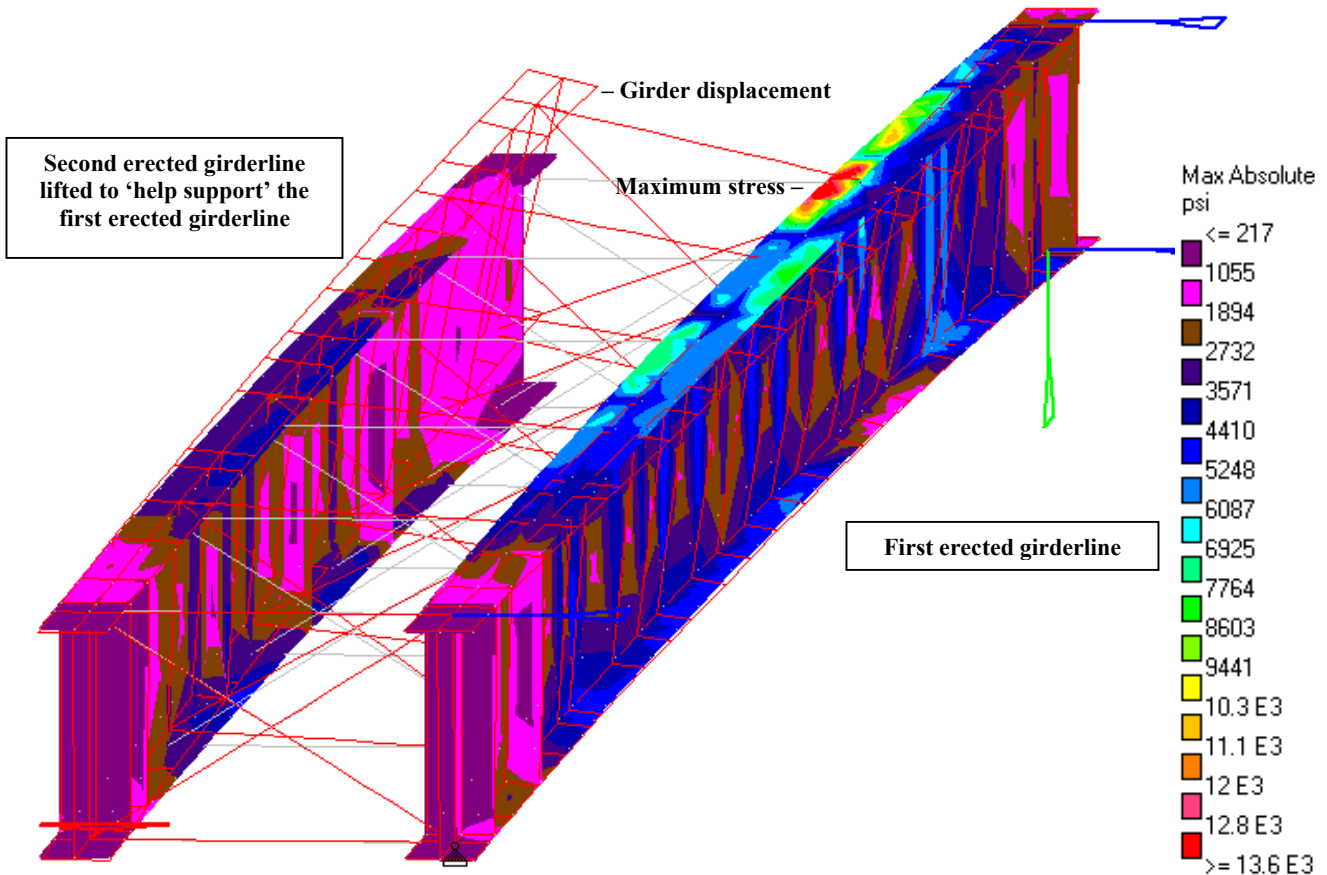 – Girder displacement
Second erected girderline
lifted to ‘help support’ the
first erected girderline
Maximum stress –
First erected girderline
Max Absolute
psi
<= 217
1055
1894
2732
3571
4410
5248
6087
6925
7764
8603
9441
10.3 E3
11.1 E3
12 E3
12.8 E3
>= 13.6 E3